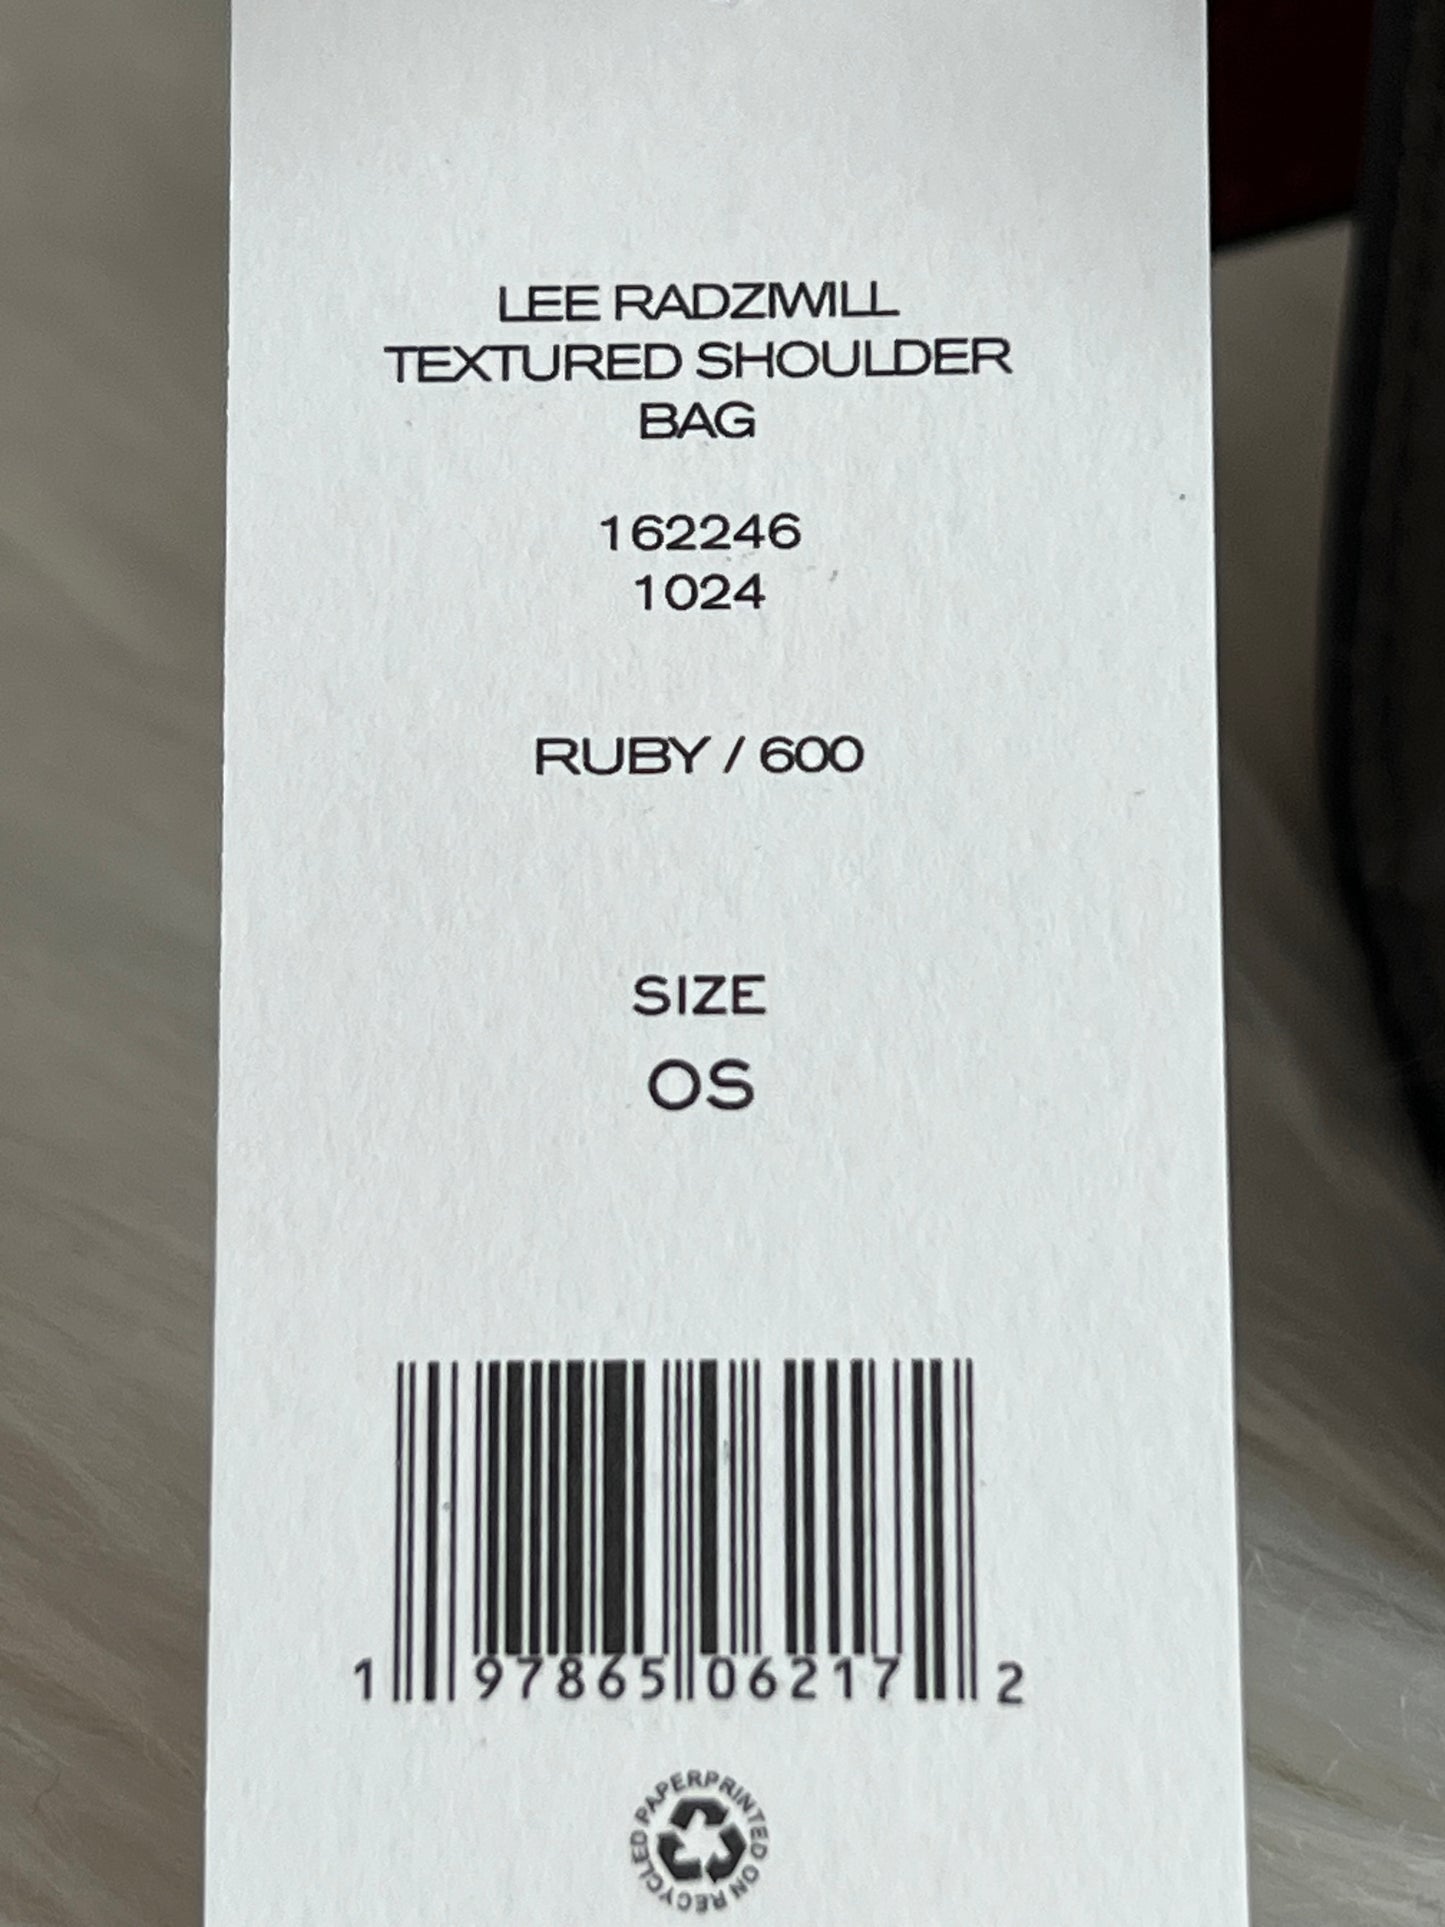 LEE RADZIWILL
TEXTURED SHOULDER
BAG
162246
1024
RUBY / 600
SIZE
OS
1 97865 06217 2
PRINTED ON RECYCLED PAPER